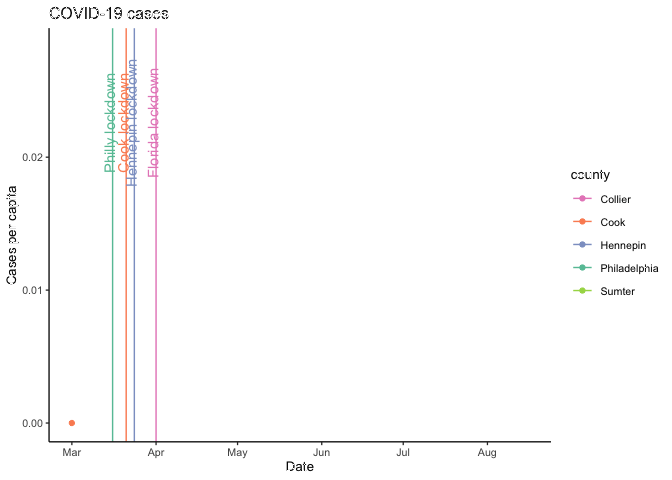 COVID-19 cases
Philly lockdown
Cook lockdown
Hennepin lockdown
Florida lockdown
Cases per capita
0.02
0.01
0.00
Mar
Apr
May
Jun
Jul
Aug
Date
county
Collier
Cook
Hennepin
Philadelphia
Sumter